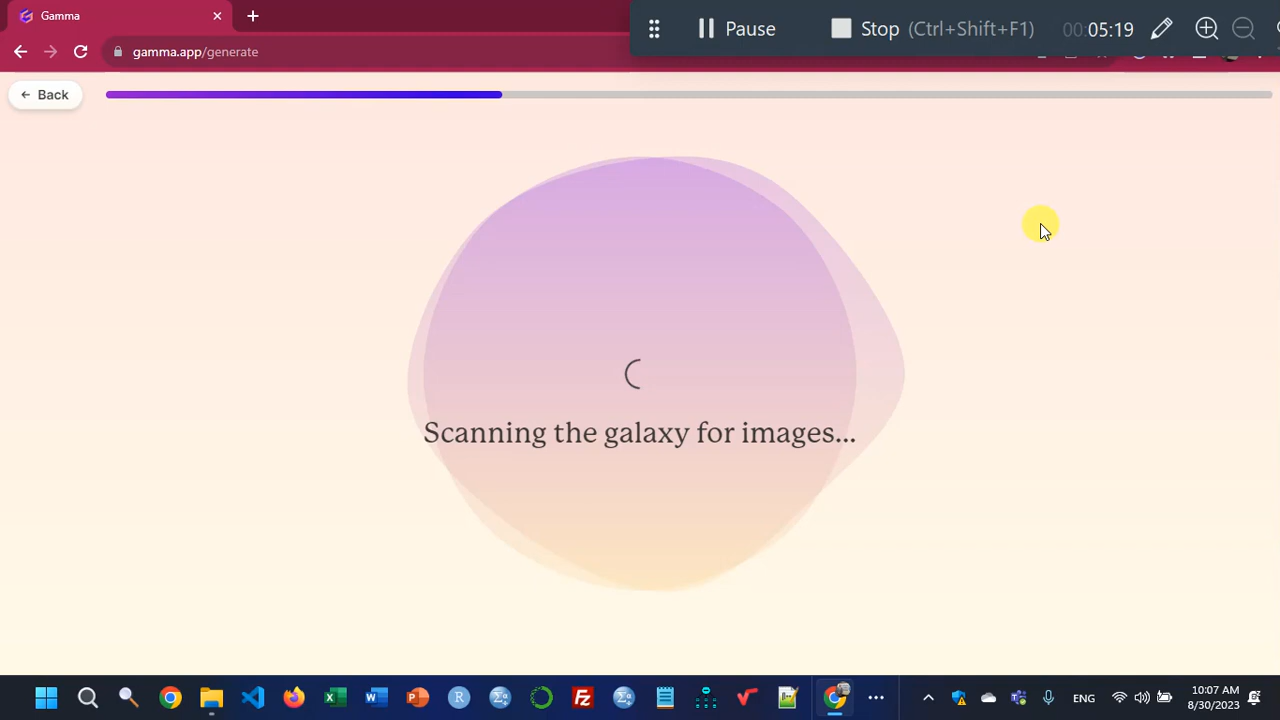 Gamma
Pause
Stop (Ctrl+Shift+F1)
00:05:19
gamma.app/generate
Back
Scanning the galaxy for images...
ENG
10:07 AM
8/30/2023